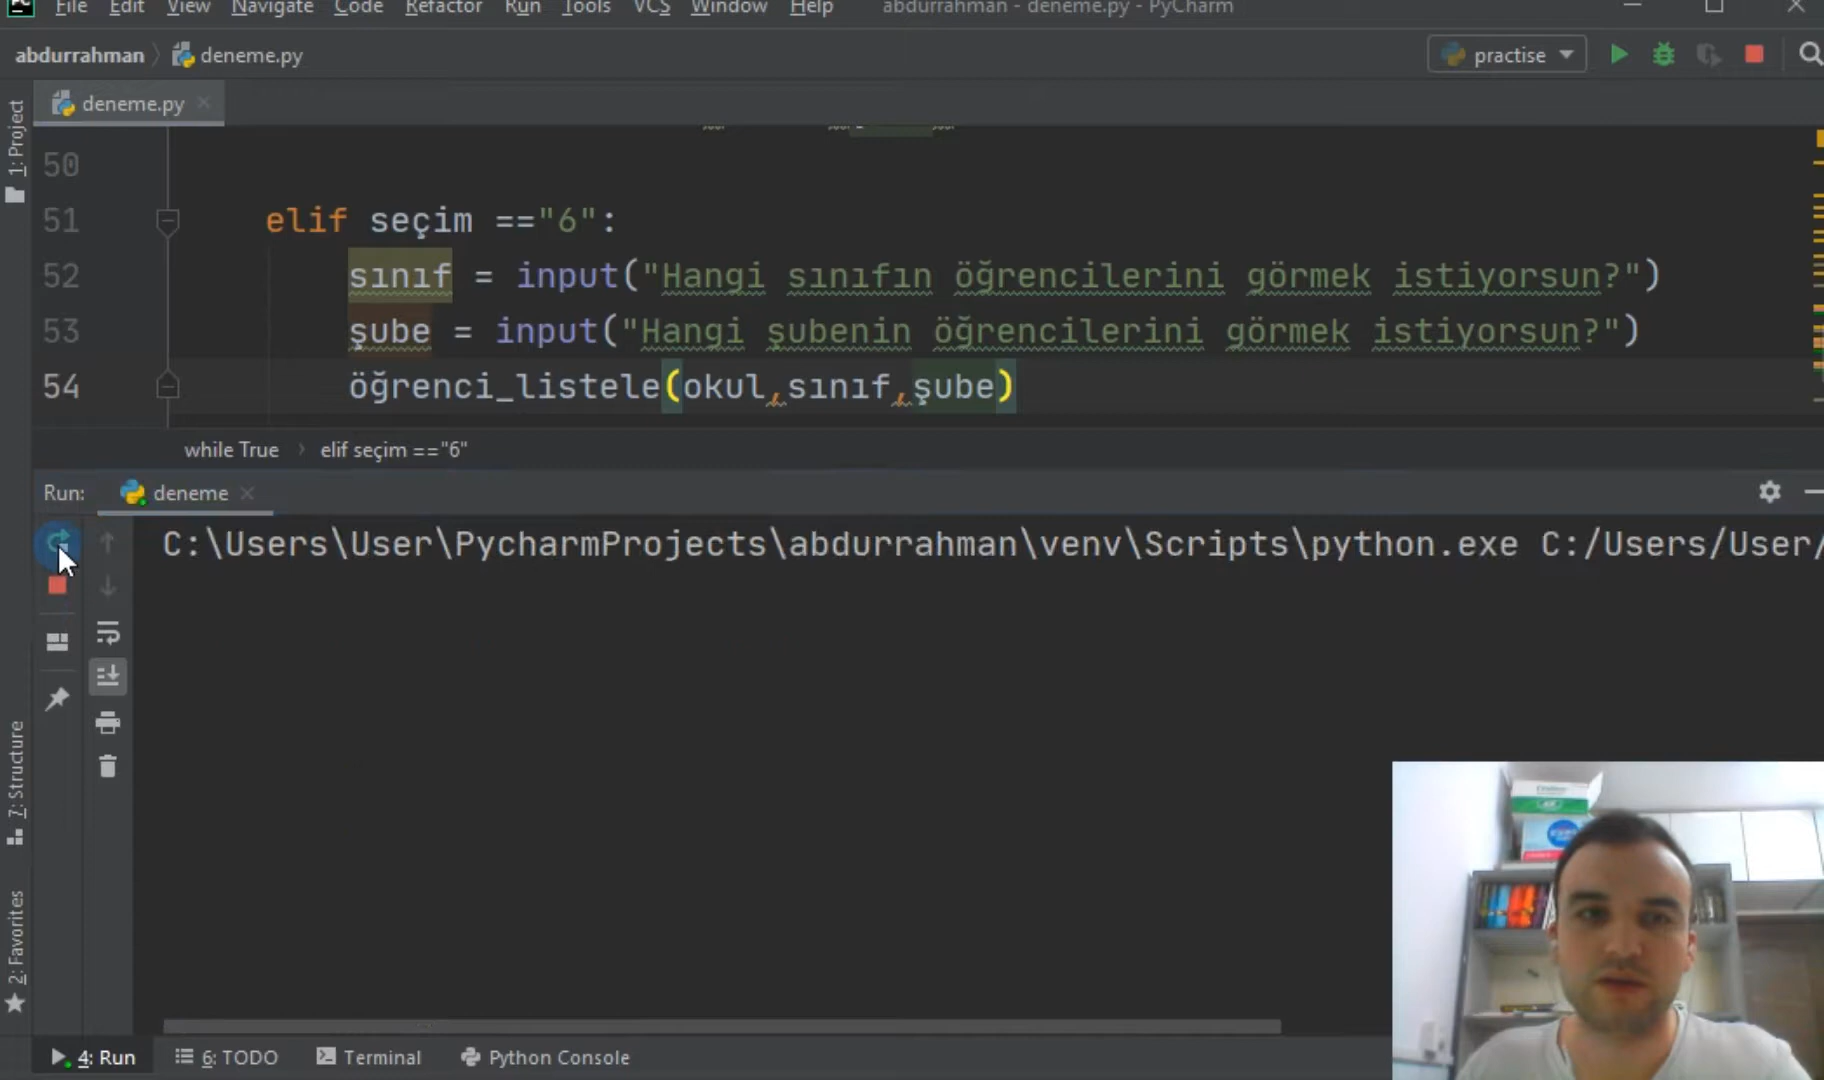 File Edit View Navigate Code Refactor Run Tools VCS Window Help abdurrahman - deneme.py - PyCharm
abdurrahman deneme.py practise
deneme.py
1: Project
50
51 elif seçim =="6":
52 sınıf = input("Hangi sınıfın öğrencilerini görmek istiyorsun?")
53 şube = input("Hangi şubenin öğrencilerini görmek istiyorsun?")
54 öğrenci_listele(okul,sınıf,şube)
while True elif seçim =="6"
Run: deneme
C:\Users\User\PycharmProjects\abdurrahman\venv\Scripts\python.exe C:/Users/User/
7: Structure
2: Favorites
4: Run 6: TODO Terminal Python Console